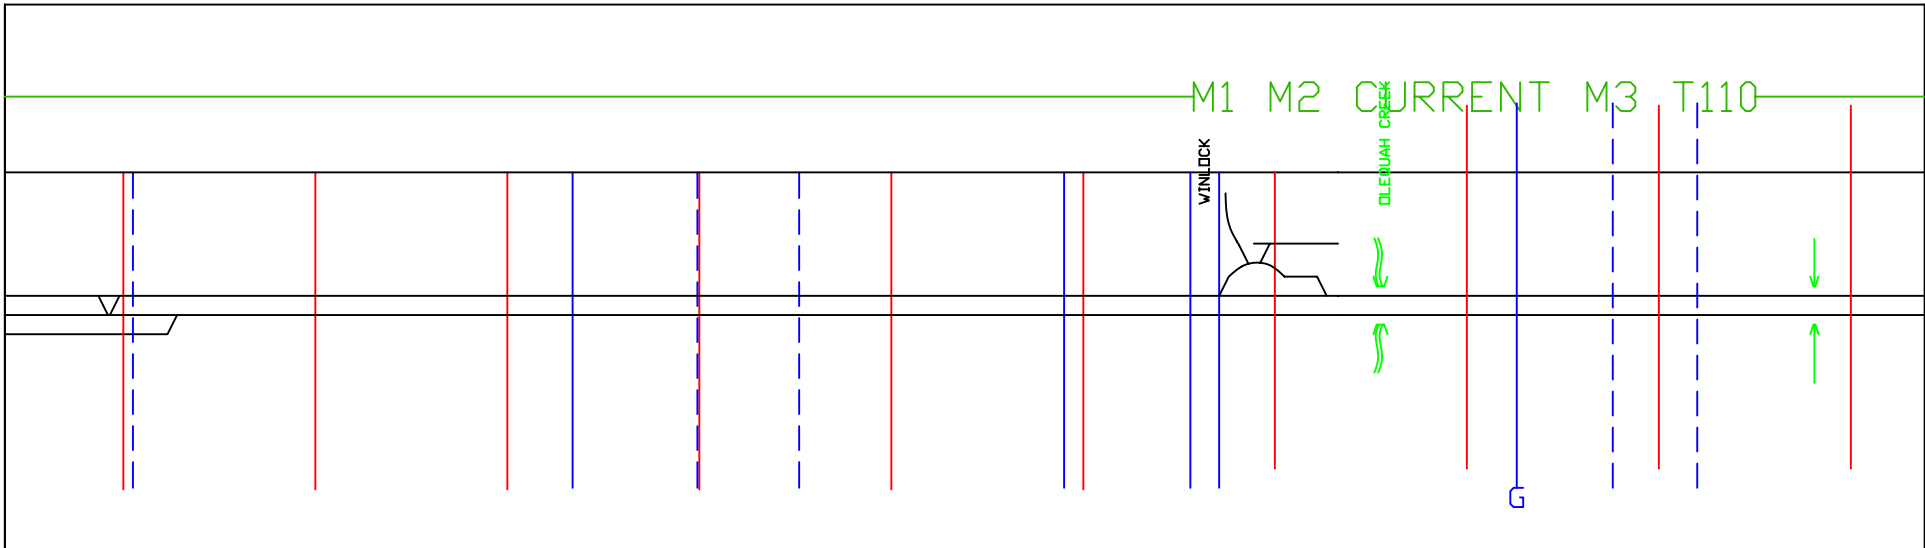 M1 M2 CURRENT M3 T110
WINLOCK
OLEQUAH CREEK
G